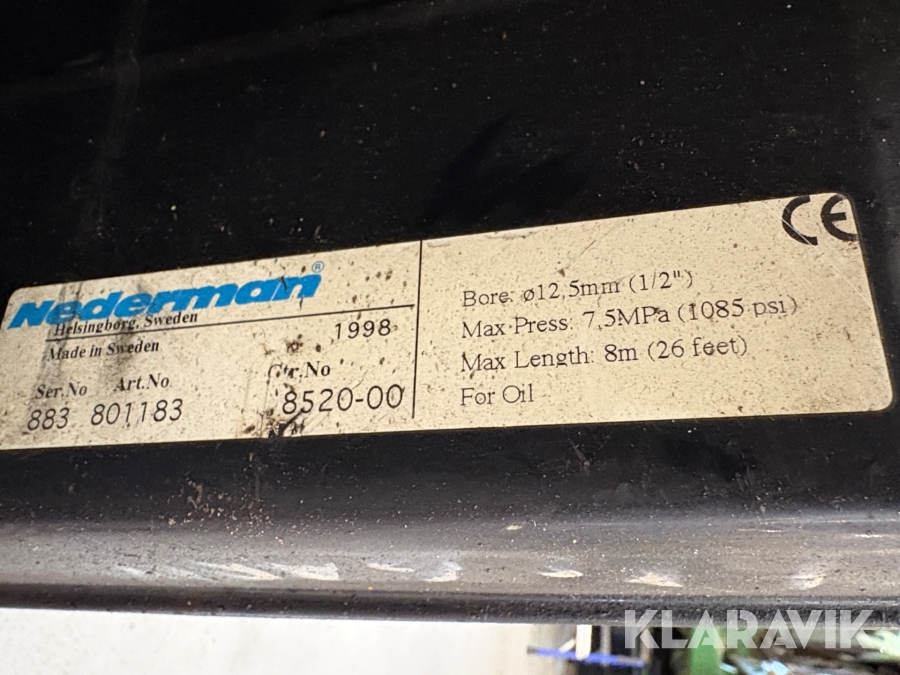 Nederman®
Helsingborg, Sweden
Made in Sweden
1998
Ser.No Art.No
883 801183
8520-00
CE
Bore: ø12,5mm (1/2")
Max Press: 7,5MPa (1085 psi)
Max Length: 8m (26 feet)
For Oil
KLARAVIK